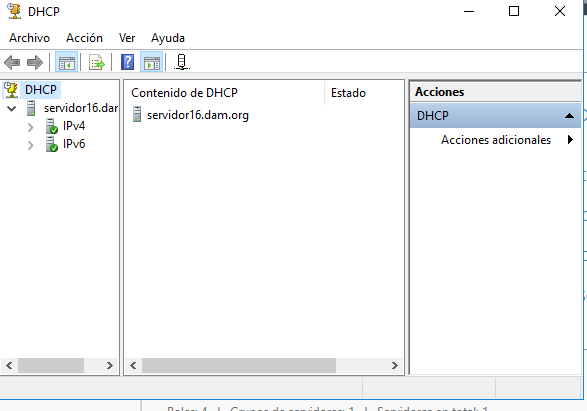 DHCP
Archivo Acción Ver Ayuda
DHCP
servidor16.dar
IPv4
IPv6
Contenido de DHCP Estado
servidor16.dam.org
Acciones
DHCP
Acciones adicionales